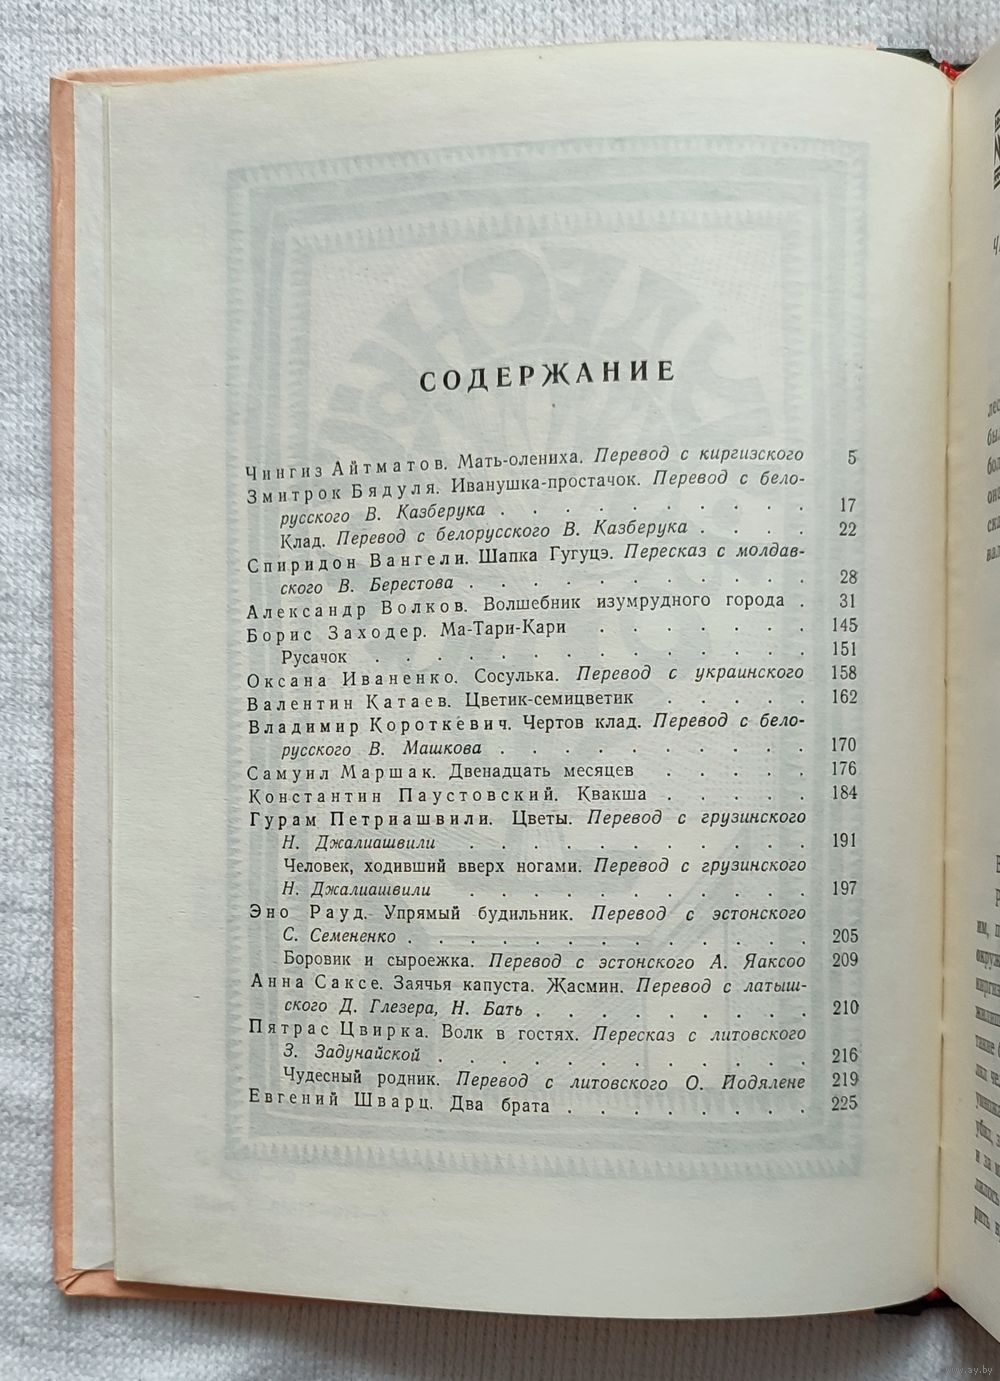 СОДЕРЖАНИЕ
Чингиз Айтматов. Мать-олениха. Перевод с киргизского 5
Змитрок Бядуля. Иванушка-простачок. Перевод с бело-
русского В. Казберука . . . . . . . . . . . 17
Клад. Перевод с белорусского В. Казберука . . . . 22
Спиридон Вангели. Шапка Гугуцэ. Пересказ с молдав-
ского В. Берестова . . . . . . . . . . . . 28
Александр Волков. Волшебник изумрудного города . 31
Борис Заходер. Ма-Тари-Кари . . . . . . . 145
Русачок . . . . . . . . . . . . . . 151
Оксана Иваненко. Сосулька. Перевод с украинского 158
Валентин Катаев. Цветик-семицветик . . . . . 162
Владимир Короткевич. Чертов клад. Перевод с бело-
русского В. Машкова . . . . . . . . . . . 170
Самуил Маршак. Двенадцать месяцев . . . . . 176
Константин Паустовский. Квакша . . . . . 184
Гурам Петриашвили. Цветы. Перевод с грузинского
Н. Джалиашвили . . . . . . . . . . . 191
Человек, ходивший вверх ногами. Перевод с грузинского
Н. Джалиашвили . . . . . . . . . . . 197
Эно Рауд. Упрямый будильник. Перевод с эстонского
С. Семененко . . . . . . . . . . . . . 205
Боровик и сыроежка. Перевод с эстонского А. Яаксоо 209
Анна Саксе. Заячья капуста. Жасмин. Перевод с латыш-
ского Д. Глезера, Н. Бать . . . . . . . . . 210
Пятрас Цвирка. Волк в гостях. Пересказ с литовского
З. Задунайской . . . . . . . . . . . . 216
Чудесный родник. Перевод с литовского О. Йодялене 219
Евгений Шварц. Два брата . . . . . . . . . 225
www.ay.by